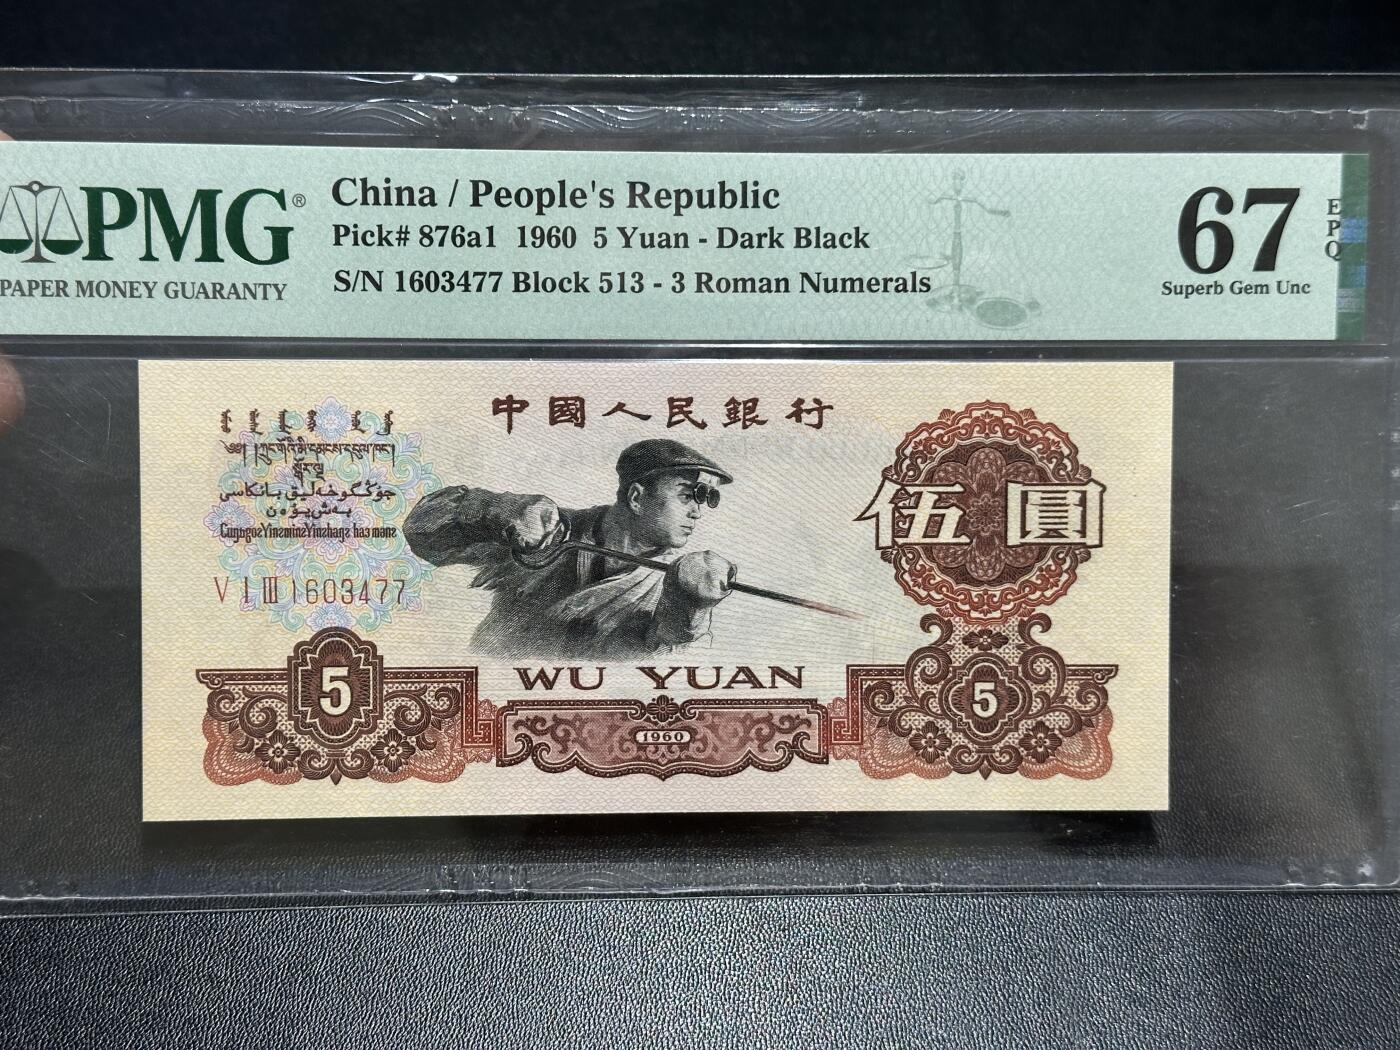 PMG®
PAPER MONEY GUARANTY
China / People's Republic
Pick# 876a1 1960 5 Yuan - Dark Black
S/N 1603477 Block 513 - 3 Roman Numerals
67
EPQ
Superb Gem Unc
中國人民銀行
伍圓
V I III 1603477
WU YUAN
5
1960
5